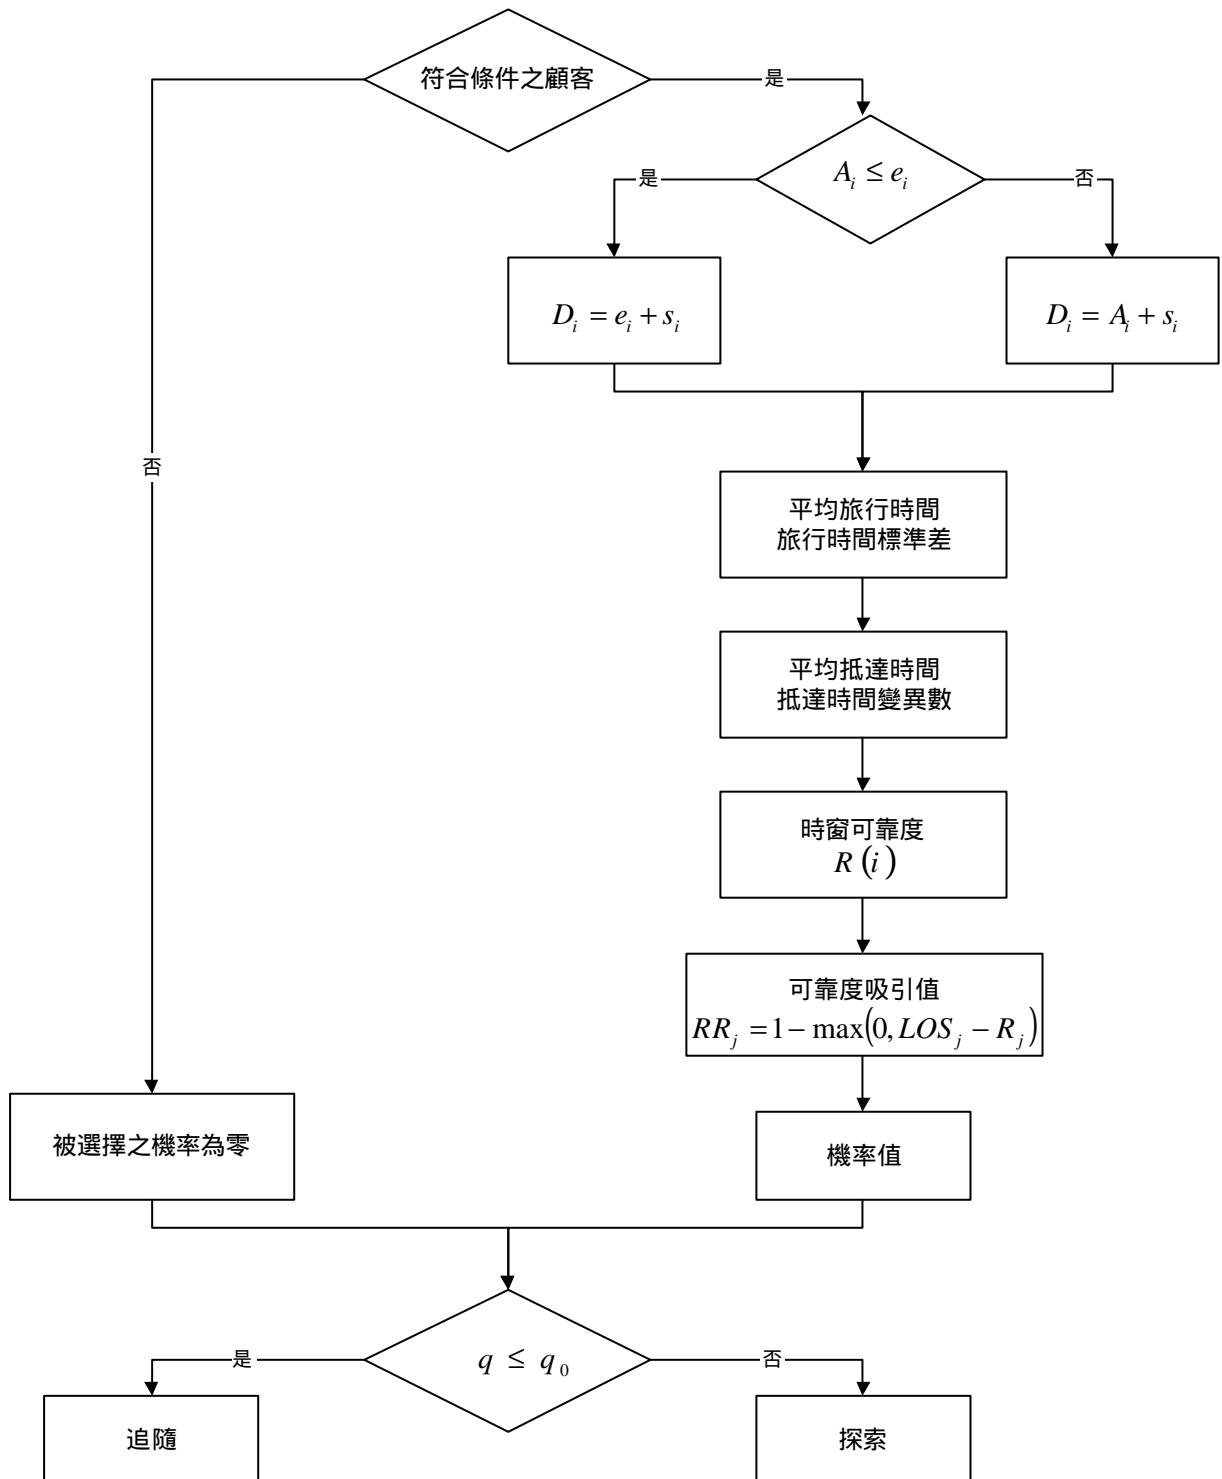 符合條件之顧客
是
A_i ≤ e_i
是
否
D_i = e_i + s_i
D_i = A_i + s_i
否
平均旅行時間
旅行時間標準差
平均抵達時間
抵達時間變異數
時窗可靠度
R (i)
可靠度吸引值
RR_j = 1 − max(0, LOS_j − R_j)
被選擇之機率為零
機率值
q ≤ q_0
是
否
追隨
探索